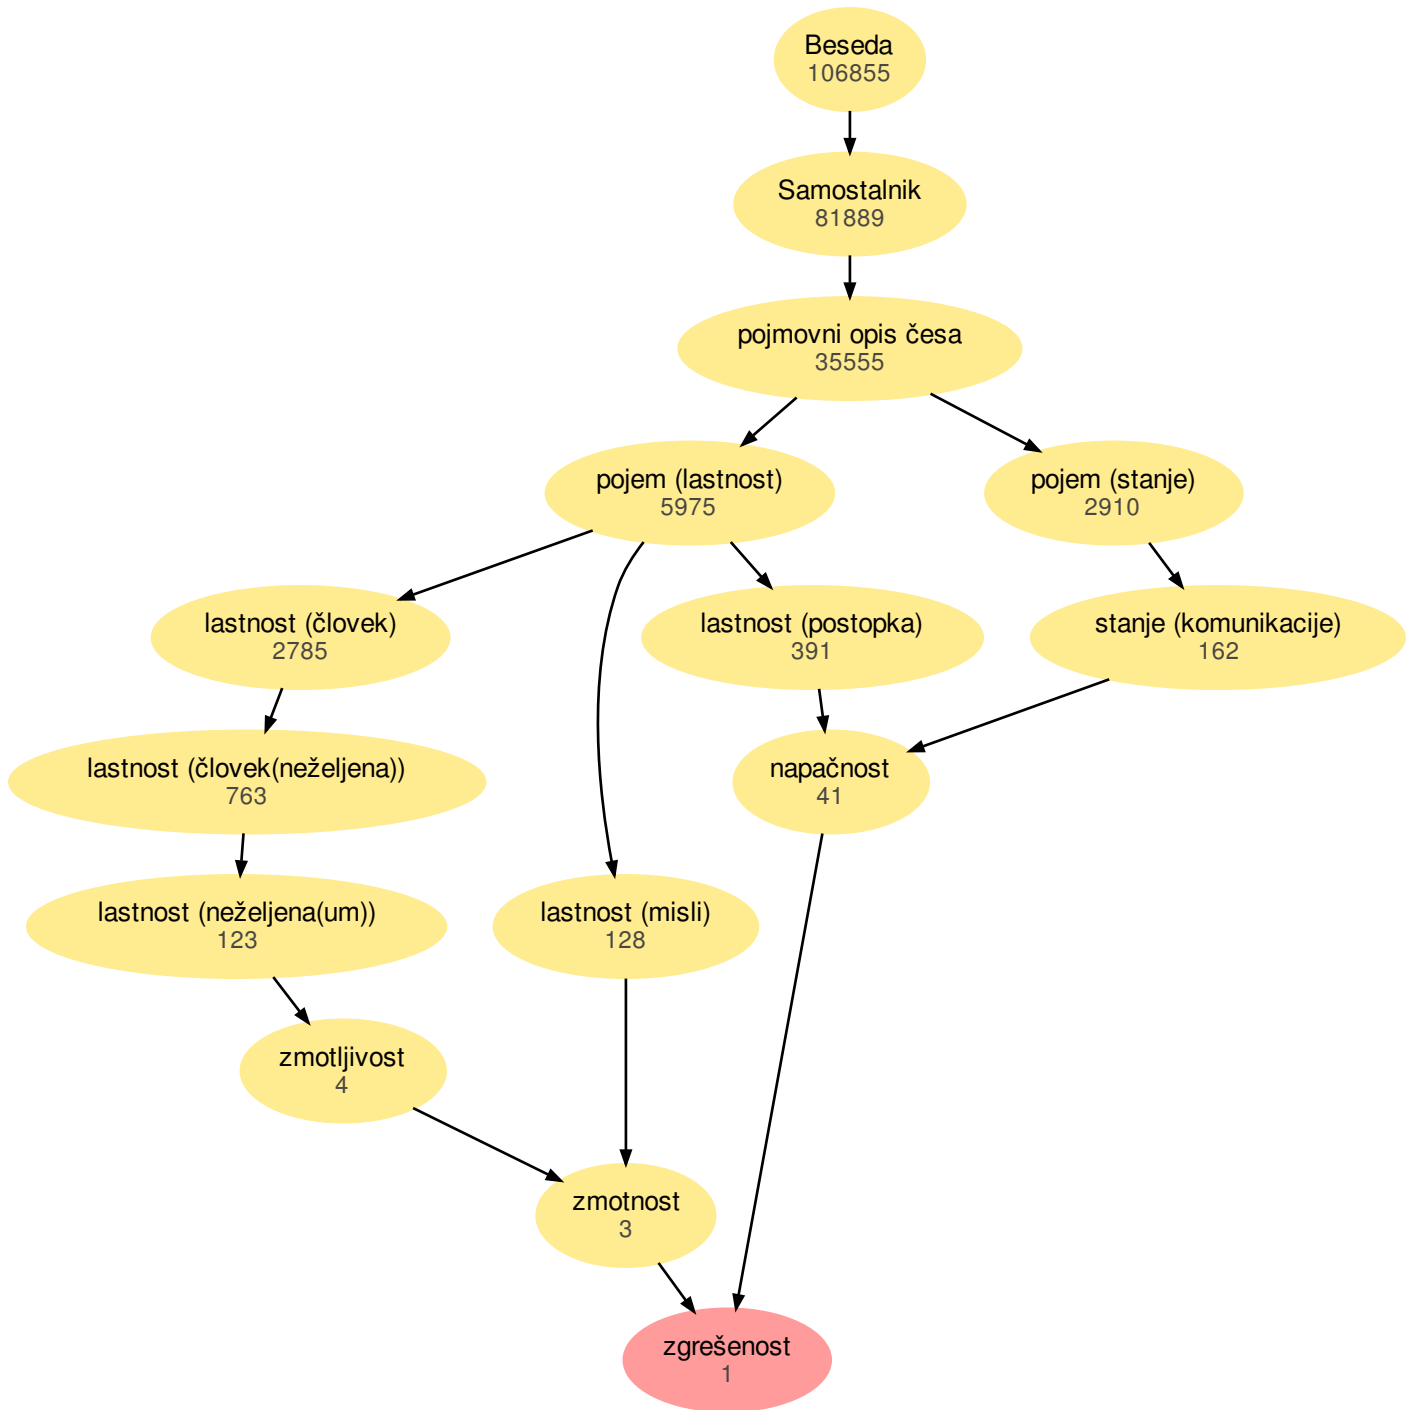 Beseda
106855
Samostalnik
81889
pojmovni opis česa
35555
pojem (lastnost)
5975
pojem (stanje)
2910
lastnost (človek)
2785
lastnost (postopka)
391
stanje (komunikacije)
162
lastnost (človek(neželjena))
763
napačnost
41
lastnost (neželjena(um))
123
lastnost (misli)
128
zmotljivost
4
zmotnost
3
zgrešenost
1